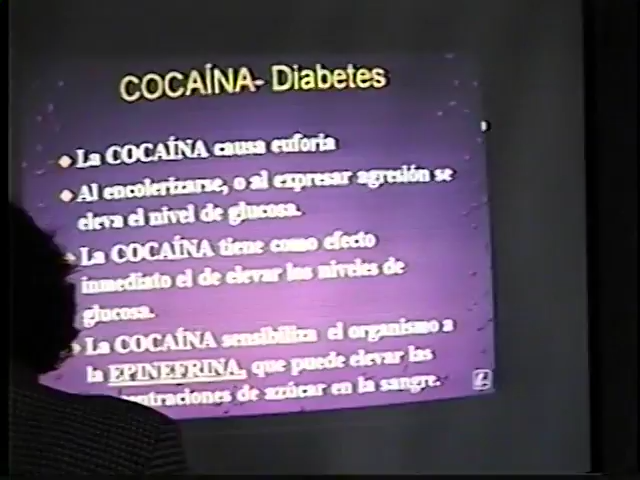 COCAÍNA- Diabetes
La COCAÍNA causa euforia
Al encolerizarse, o al expresar agresión se
eleva el nivel de glucosa.
La COCAÍNA tiene como efecto
inmediato el de elevar los niveles de
glucosa.
La COCAÍNA sensibiliza el organismo a
la EPINEFRINA, que puede elevar las
ntraciones de azúcar en la sangre.